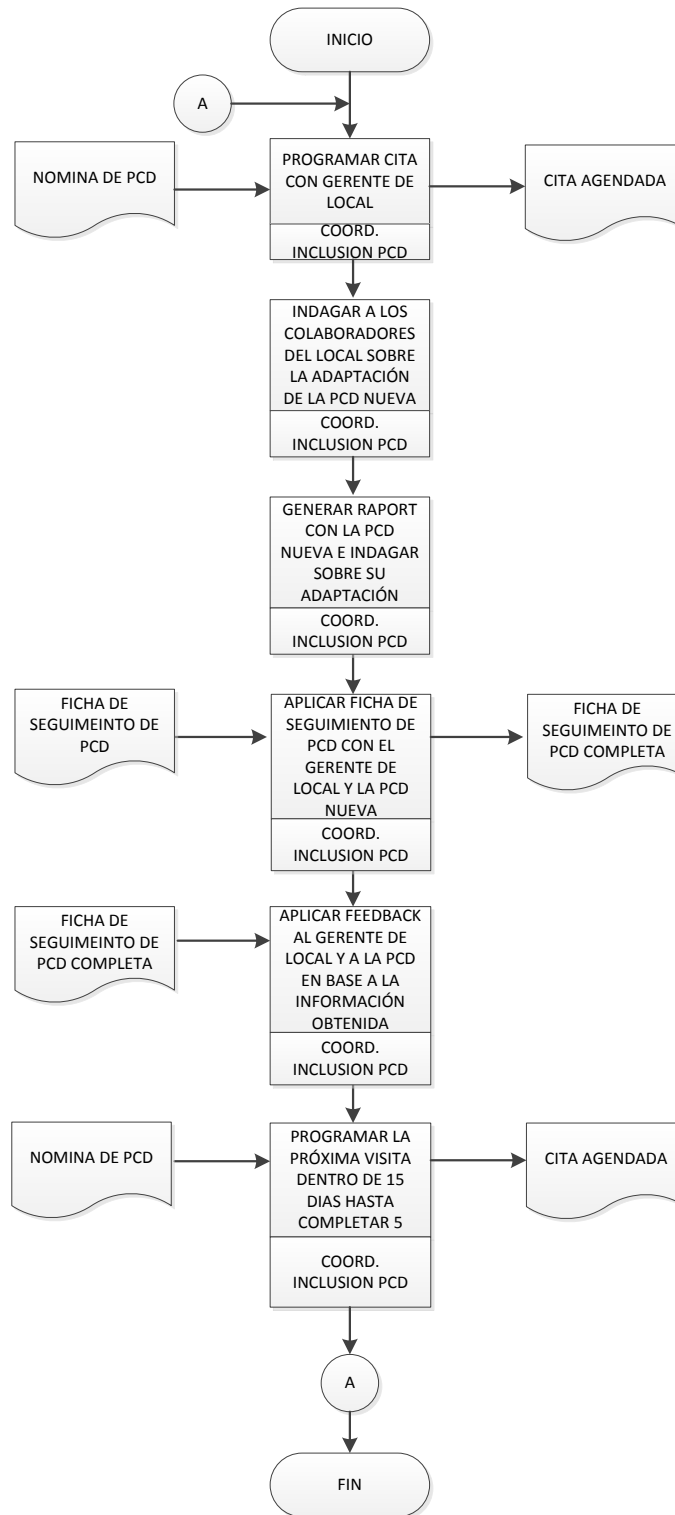 INICIO
A
NOMINA DE PCD
PROGRAMAR CITA
CON GERENTE DE
LOCAL
COORD.
INCLUSION PCD
CITA AGENDADA
INDAGAR A LOS
COLABORADORES
DEL LOCAL SOBRE
LA ADAPTACIÓN
DE LA PCD NUEVA
COORD.
INCLUSION PCD
GENERAR RAPORT
CON LA PCD
NUEVA E INDAGAR
SOBRE SU
ADAPTACIÓN
COORD.
INCLUSION PCD
FICHA DE
SEGUIMEINTO DE
PCD
APLICAR FICHA DE
SEGUIMIENTO DE
PCD CON EL
GERENTE DE
LOCAL Y LA PCD
NUEVA
COORD.
INCLUSION PCD
FICHA DE
SEGUIMEINTO DE
PCD COMPLETA
FICHA DE
SEGUIMEINTO DE
PCD COMPLETA
APLICAR FEEDBACK
AL GERENTE DE
LOCAL Y A LA PCD
EN BASE A LA
INFORMACIÓN
OBTENIDA
COORD.
INCLUSION PCD
NOMINA DE PCD
PROGRAMAR LA
PRÓXIMA VISITA
DENTRO DE 15
DIAS HASTA
COMPLETAR 5
COORD.
INCLUSION PCD
CITA AGENDADA
A
FIN